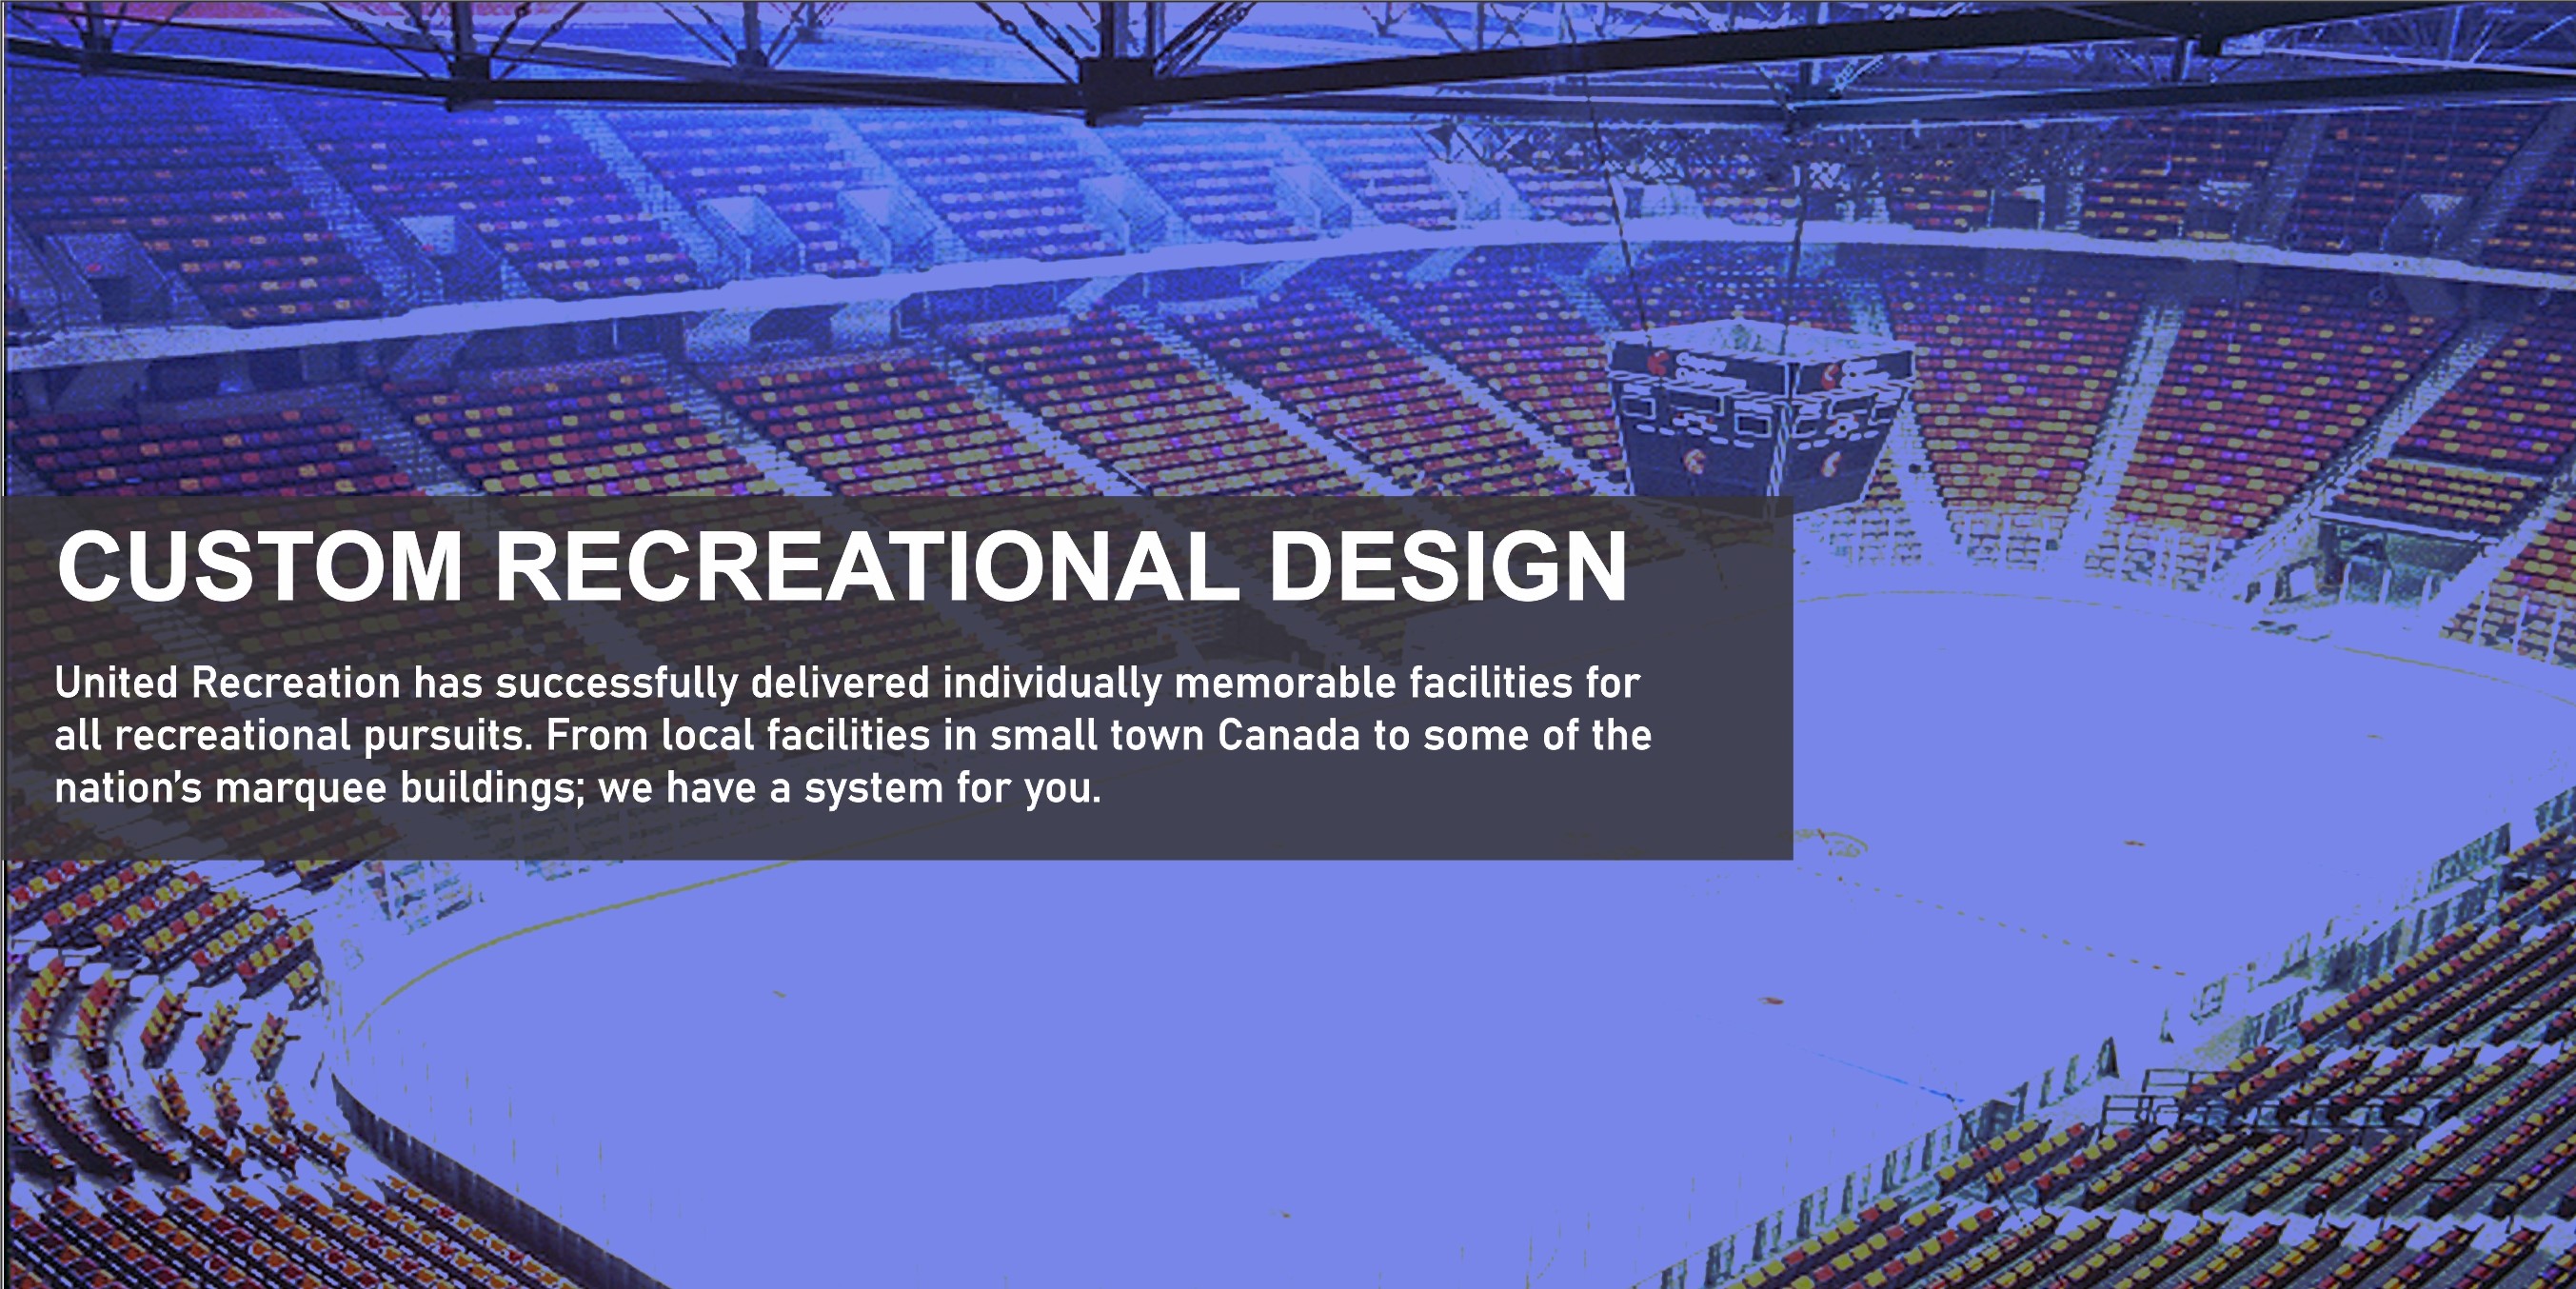 CUSTOM RECREATIONAL DESIGN
United Recreation has successfully delivered individually memorable facilities for
all recreational pursuits. From local facilities in small town Canada to some of the
nation’s marquee buildings; we have a system for you.